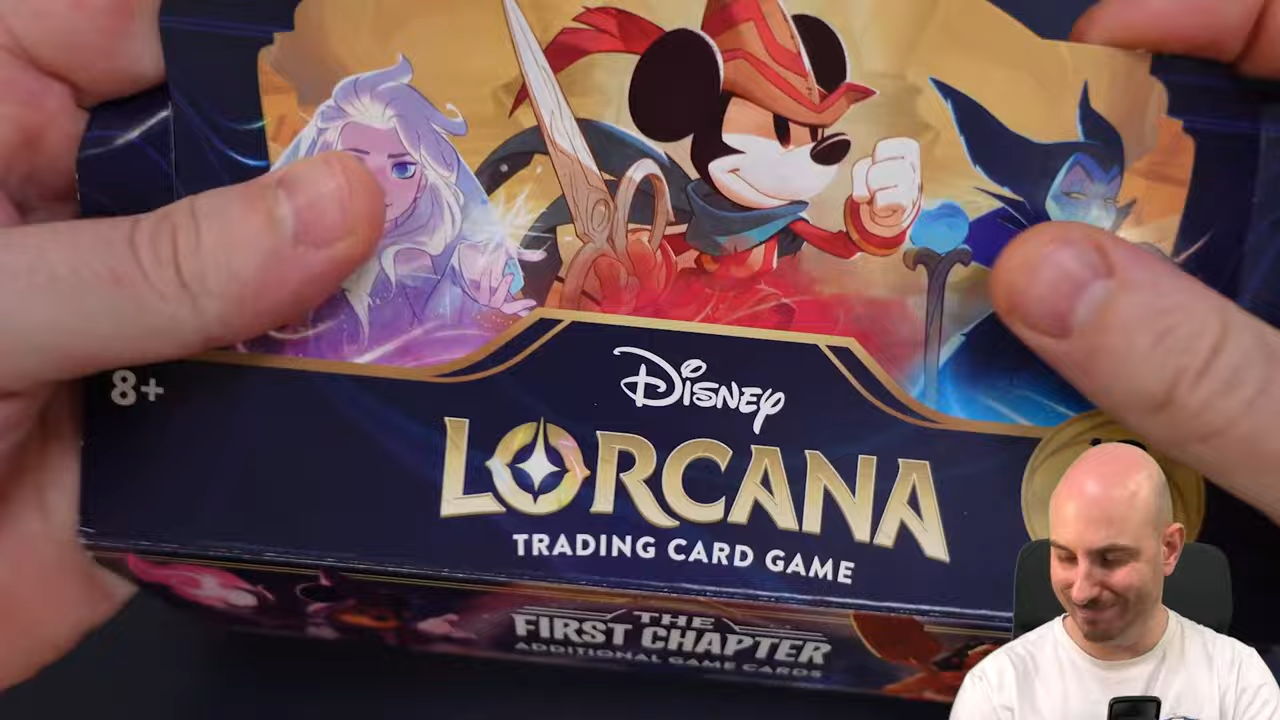 8+
Disney
LORCANA
TRADING CARD GAME
THE
FIRST CHAPTER
ADDITIONAL GAME CARDS